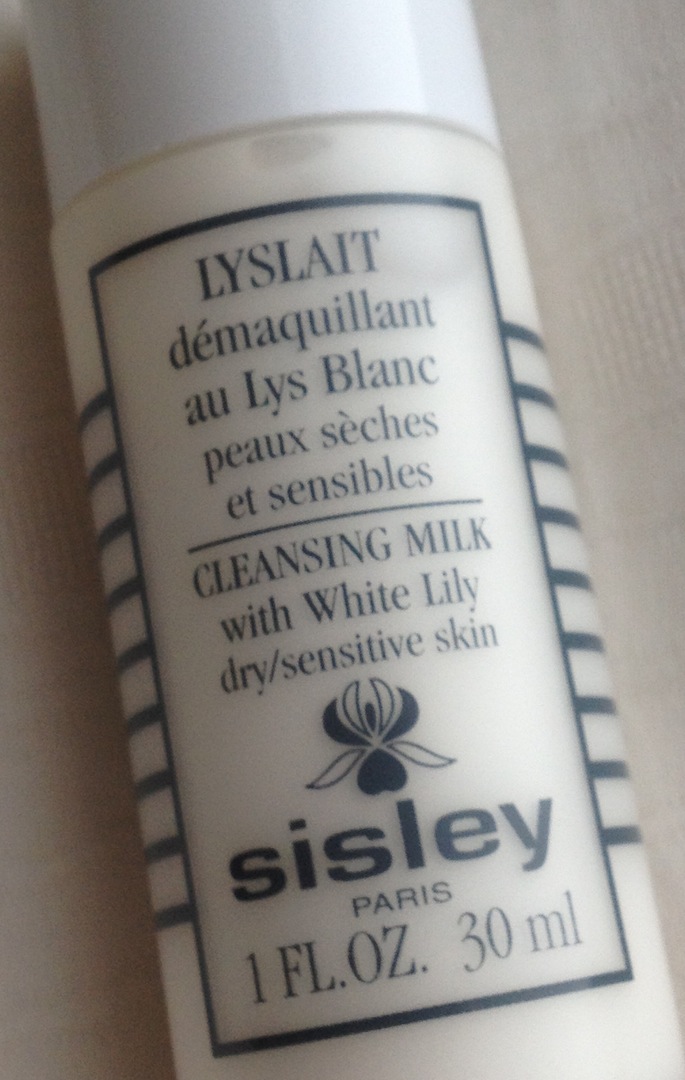 LYSLAIT
démaquillant
au Lys Blanc
peaux sèches
et sensibles
CLEANSING MILK
with White Lily
dry/sensitive skin
sisley
PARIS
1 FL.OZ. 30 ml